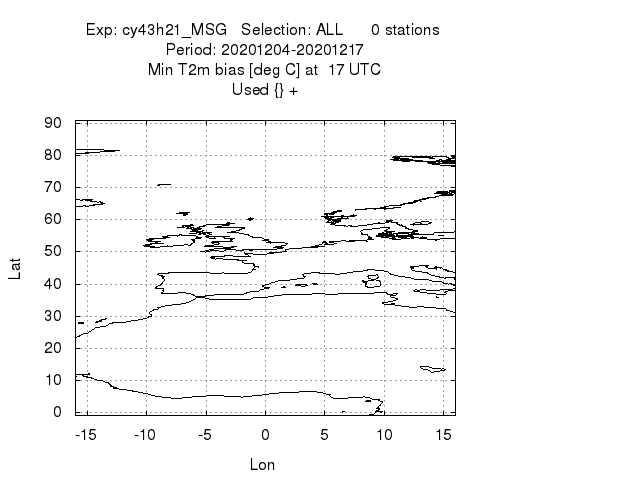 Exp: cy43h21_MSG Selection: ALL 0 stations
Period: 20201204-20201217
Min T2m bias [deg C] at 17 UTC
Used {} +
90
80
70
60
50
40
30
20
10
0
Lat
-15 -10 -5 0 5 10 15
Lon